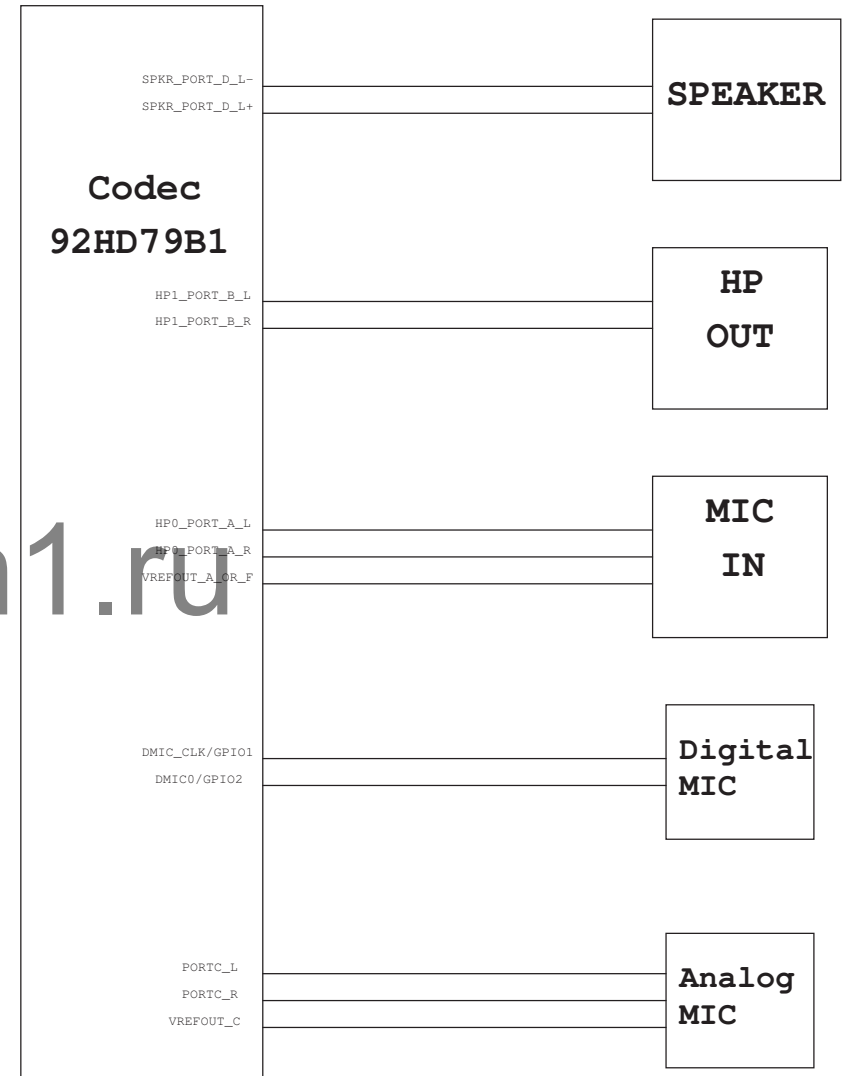 SPKR_PORT_D_L-
SPKR_PORT_D_L+
SPEAKER
Codec
92HD79B1
HP1_PORT_B_L
HP1_PORT_B_R
HP
OUT
HP0_PORT_A_L
HP0_PORT_A_R
VREFOUT_A_OR_F
MIC
IN
1.ru
DMIC_CLK/GPIO1
DMIC0/GPIO2
Digital
MIC
PORTC_L
PORTC_R
VREFOUT_C
Analog
MIC